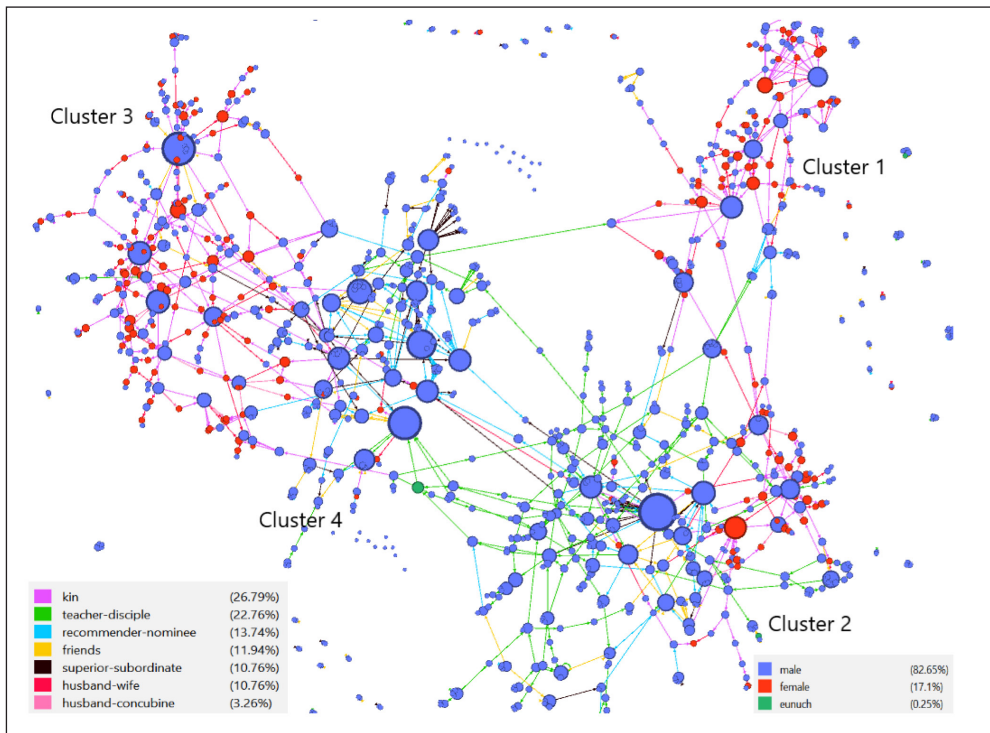 Cluster 3
Cluster 1
Cluster 4
Cluster 2
kin (26.79%)
teacher-disciple (22.76%)
recommender-nominee (13.74%)
friends (11.94%)
superior-subordinate (10.76%)
husband-wife (10.76%)
husband-concubine (3.26%)
male (82.65%)
female (17.1%)
eunuch (0.25%)